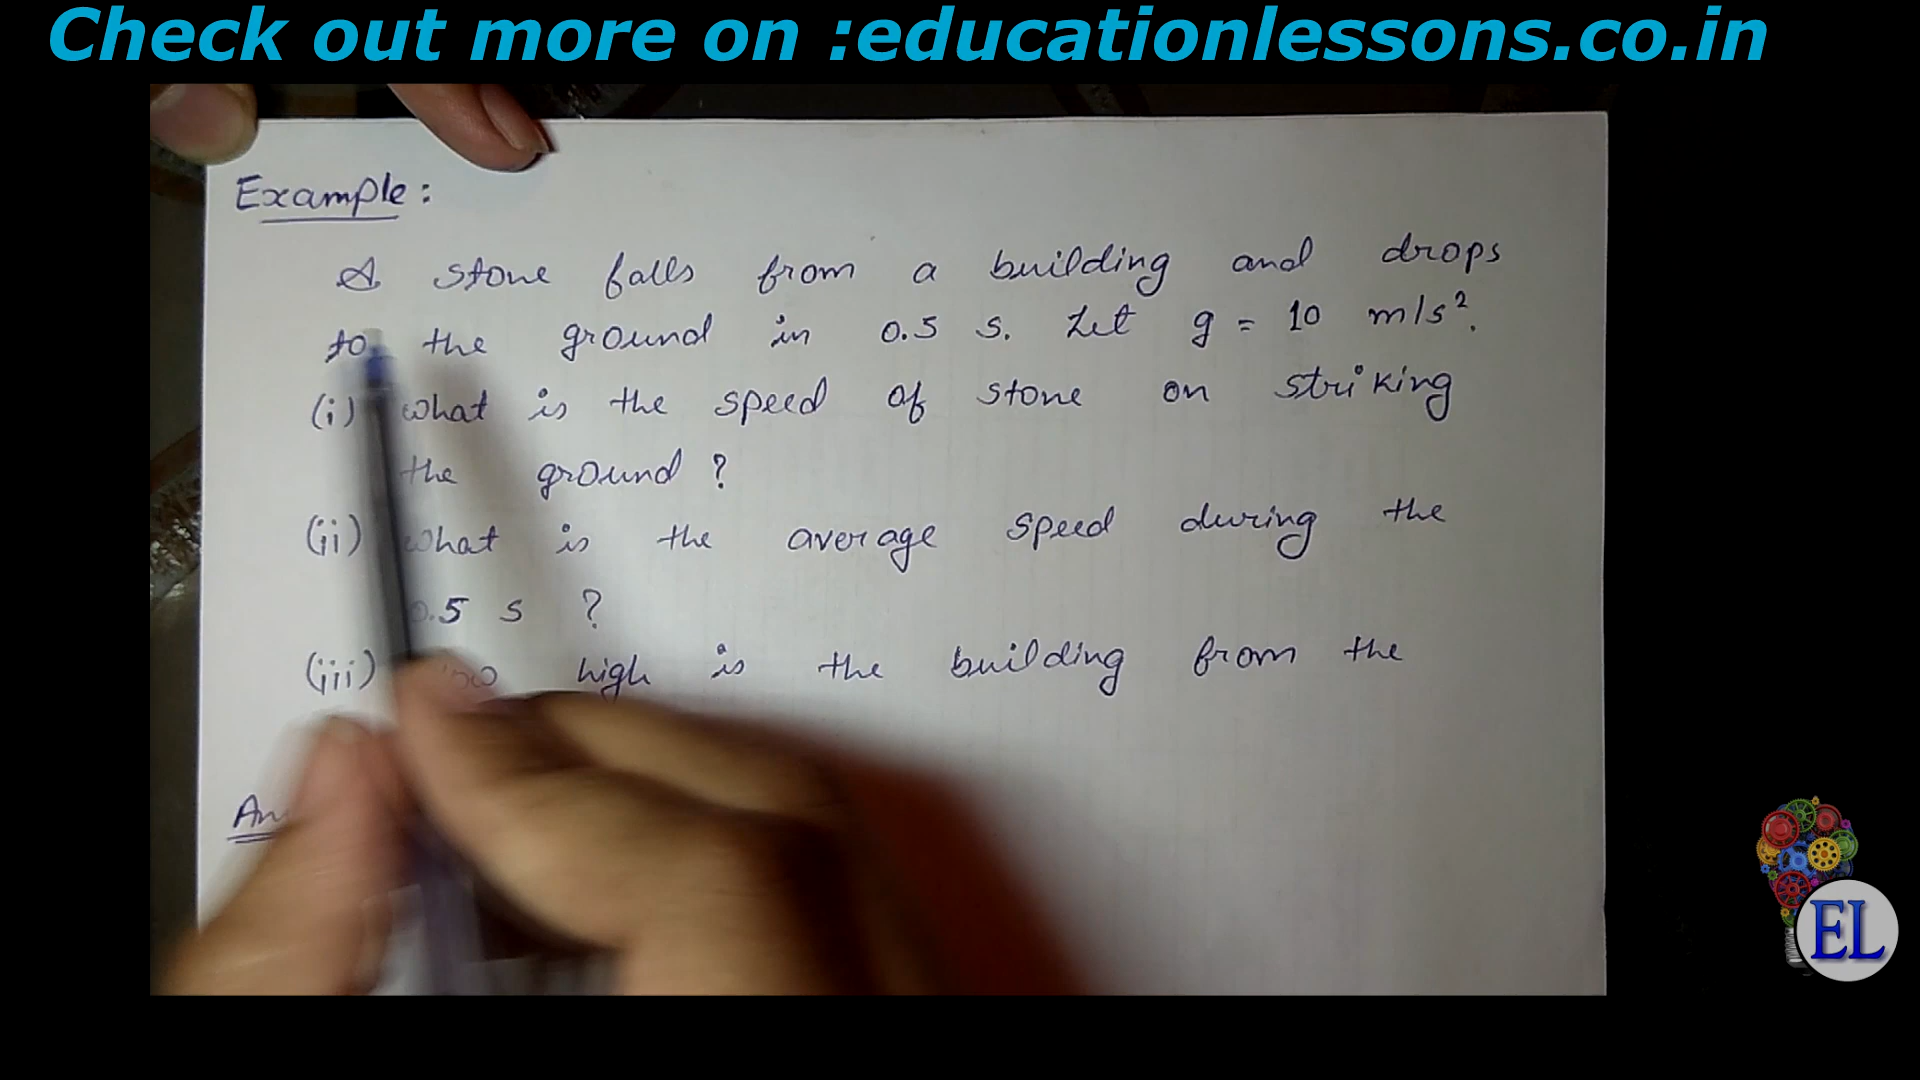 Check out more on :educationlessons.co.in
Example:
A stone falls from a building and drops
to the ground in 0.5 s. Let g = 10 m/s².
(i) what is the speed of stone on striking
the ground ?
(ii) what is the average speed during the
0.5 s ?
(iii) high is the building from the
EL